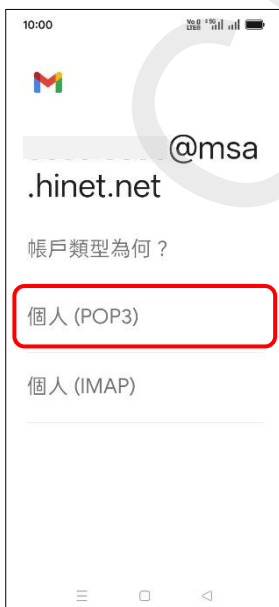 10:00
@msa
.hinet.net
帳戶類型為何？
個人 (POP3)
個人 (IMAP)